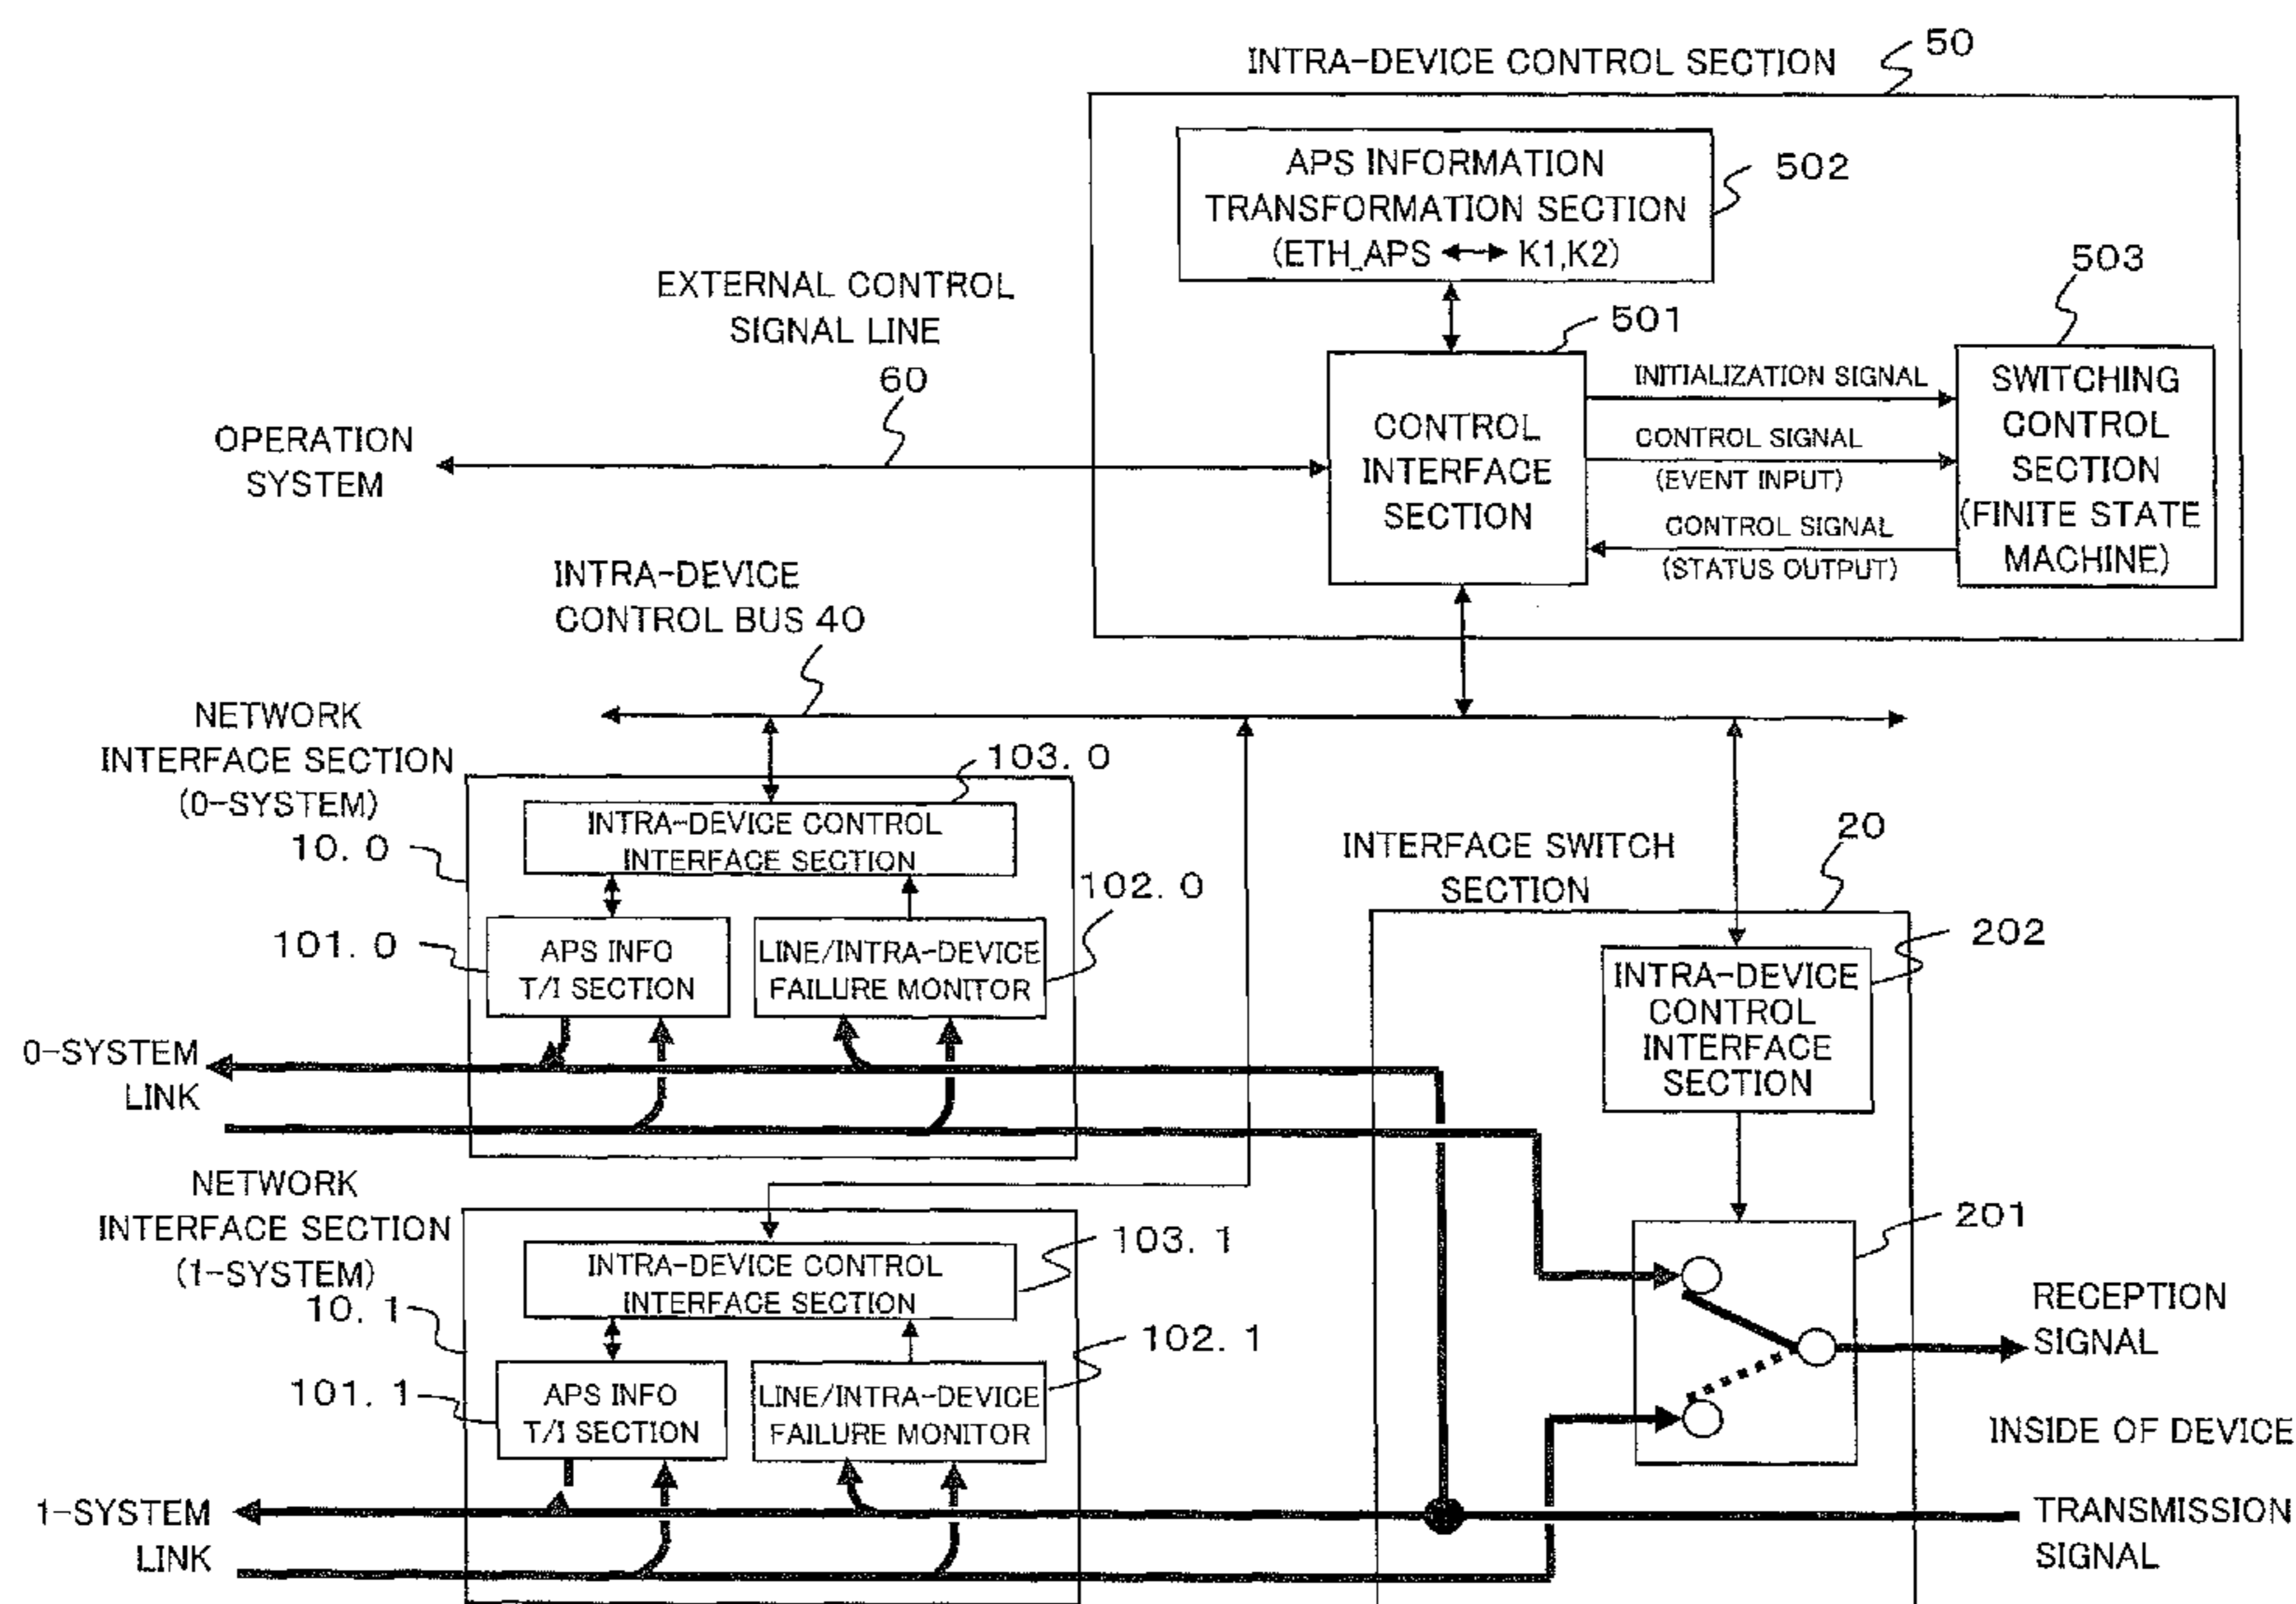 INTRA-DEVICE CONTROL SECTION
50
APS INFORMATION
TRANSFORMATION SECTION
(ETH_APS ↔ K1,K2)
502
503
EXTERNAL CONTROL
SIGNAL LINE
60
501
OPERATION
SYSTEM
CONTROL
INTERFACE
SECTION
INITIALIZATION SIGNAL
CONTROL SIGNAL
(EVENT INPUT)
CONTROL SIGNAL
(STATUS OUTPUT)
SWITCHING
CONTROL
SECTION
(FINITE STATE
MACHINE)
INTRA-DEVICE
CONTROL BUS 40
NETWORK
INTERFACE SECTION
(0-SYSTEM)
10. 0
103. 0
INTRA-DEVICE CONTROL
INTERFACE SECTION
102. 0
101. 0
APS INFO
T/I SECTION
LINE/INTRA-DEVICE
FAILURE MONITOR
0-SYSTEM
LINK
INTERFACE SWITCH
SECTION
20
202
INTRA-DEVICE
CONTROL
INTERFACE
SECTION
201
NETWORK
INTERFACE SECTION
(1-SYSTEM)
10. 1
103. 1
INTRA-DEVICE CONTROL
INTERFACE SECTION
102. 1
101. 1
APS INFO
T/I SECTION
LINE/INTRA-DEVICE
FAILURE MONITOR
1-SYSTEM
LINK
RECEPTION
SIGNAL
INSIDE OF DEVICE
TRANSMISSION
SIGNAL